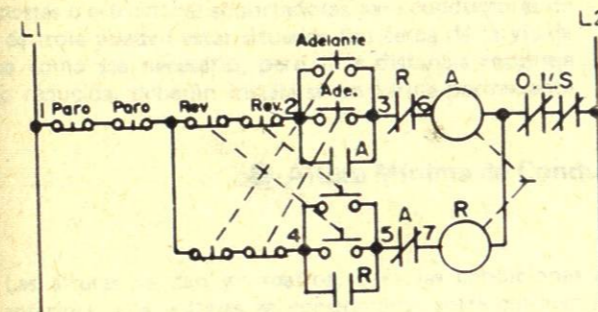 L1
L2
Adelante
1 Paro Paro Rev Rev. 2 Ade. 3 R 6 A O.L'S
A
4 5 A 7 R
R